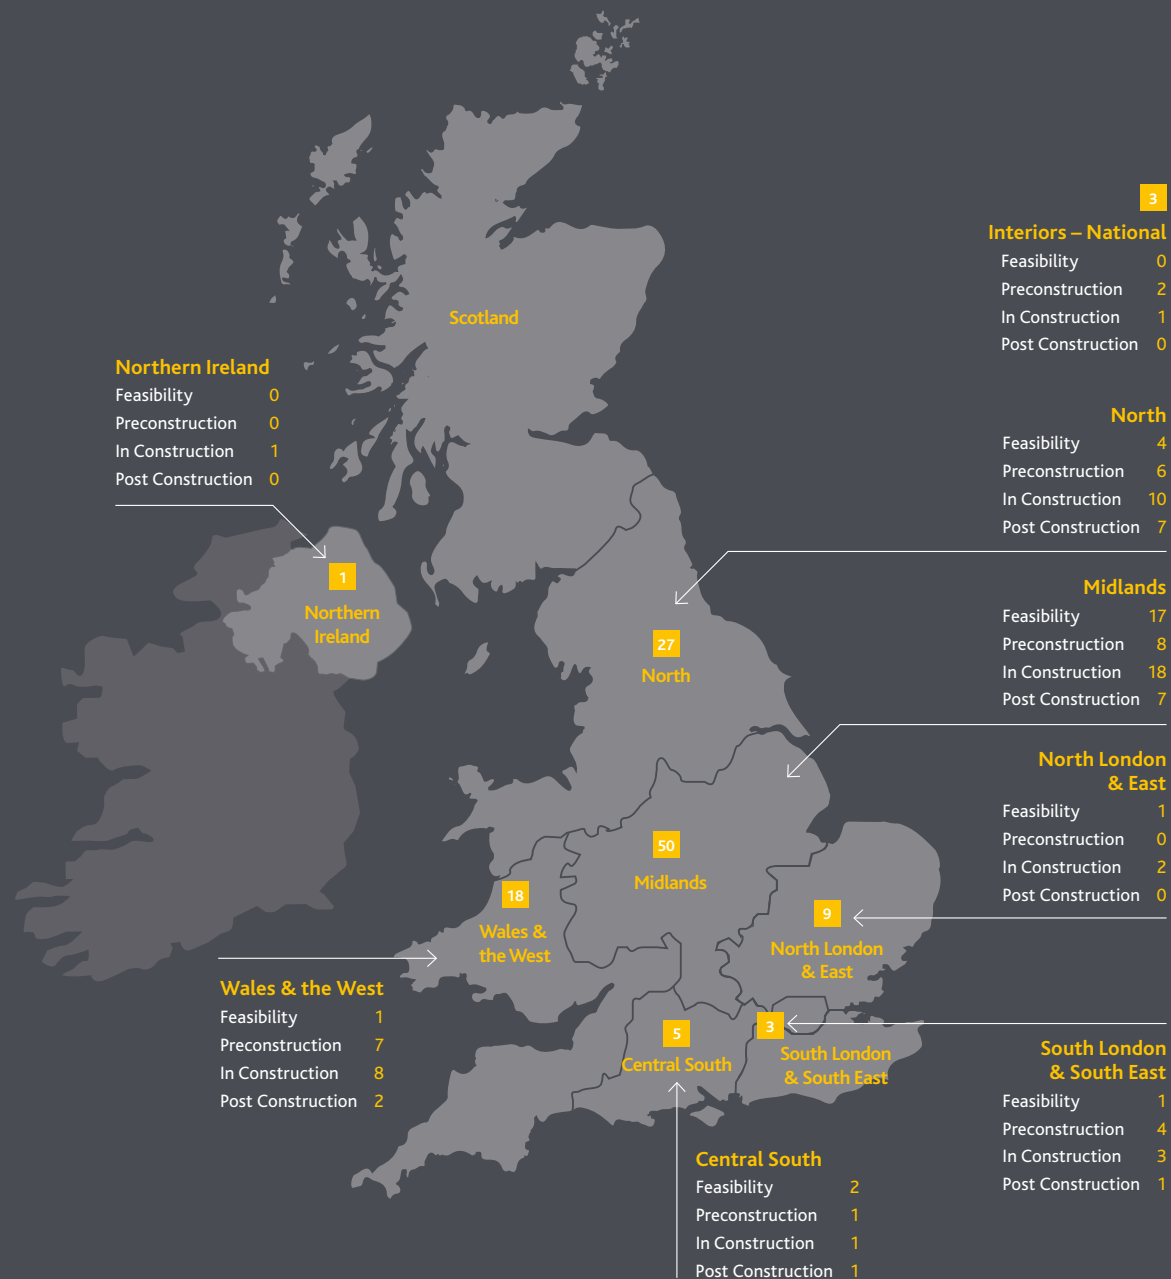 3
Interiors – National
Feasibility 0
Preconstruction 2
In Construction 1
Post Construction 0
Scotland
Northern Ireland
Feasibility 0
Preconstruction 0
In Construction 1
Post Construction 0
North
Feasibility 4
Preconstruction 6
In Construction 10
Post Construction 7
1
Northern
Ireland
27
North
Midlands
Feasibility 17
Preconstruction 8
In Construction 18
Post Construction 7
50
Midlands
North London
& East
Feasibility 1
Preconstruction 0
In Construction 2
Post Construction 0
18
Wales &
the West
9
North London
& East
Wales & the West
Feasibility 1
Preconstruction 7
In Construction 8
Post Construction 2
5
Central South
3
South London
& South East
South London
& South East
Feasibility 1
Preconstruction 4
In Construction 3
Post Construction 1
Central South
Feasibility 2
Preconstruction 1
In Construction 1
Post Construction 1